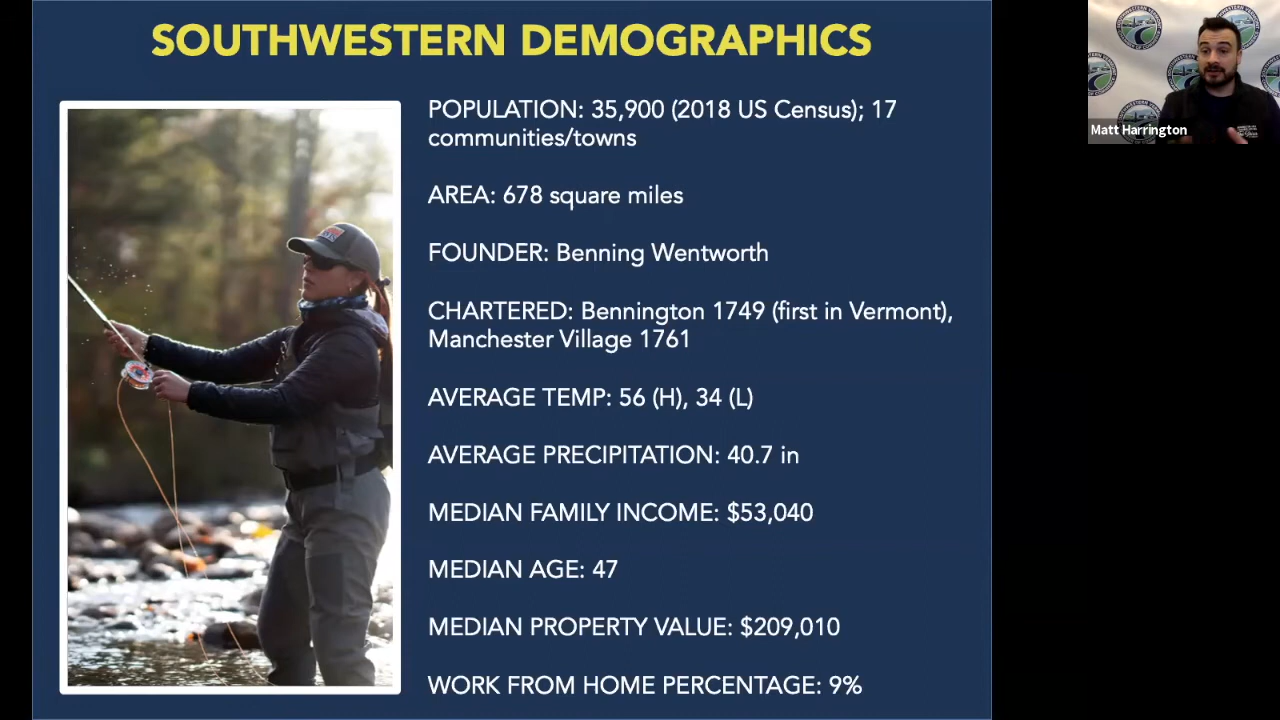 SOUTHWESTERN DEMOGRAPHICS
POPULATION: 35,900 (2018 US Census); 17
communities/towns
AREA: 678 square miles
FOUNDER: Benning Wentworth
CHARTERED: Bennington 1749 (first in Vermont),
Manchester Village 1761
AVERAGE TEMP: 56 (H), 34 (L)
AVERAGE PRECIPITATION: 40.7 in
MEDIAN FAMILY INCOME: $53,040
MEDIAN AGE: 47
MEDIAN PROPERTY VALUE: $209,010
WORK FROM HOME PERCENTAGE: 9%
Matt Harrington